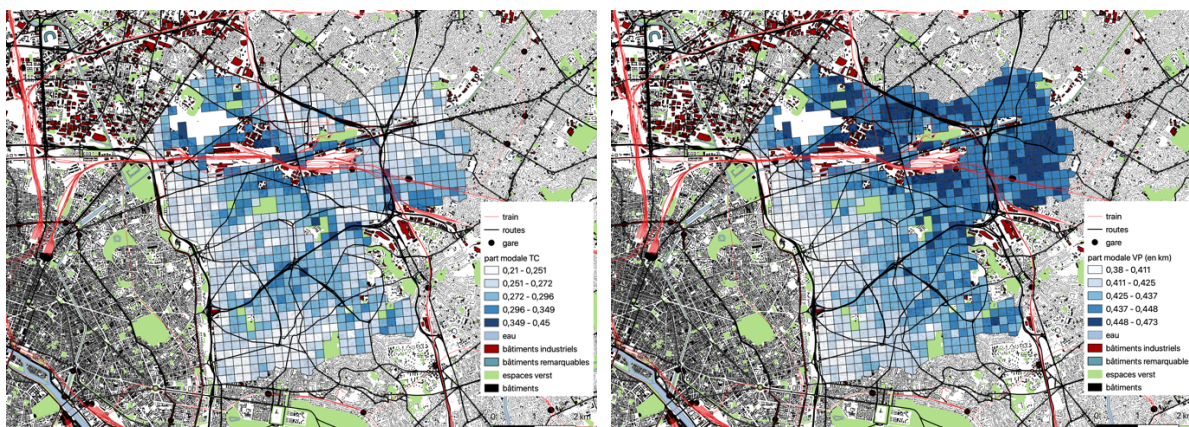 train
routes
gare
part modale TC
0,21 - 0,251
0,251 - 0,272
0,272 - 0,296
0,296 - 0,349
0,349 - 0,45
eau
bâtiments industriels
bâtiments remarquables
espaces verst
bâtiments
0
2 km
train
routes
gare
part modale VP (en km)
0,38 - 0,411
0,411 - 0,425
0,425 - 0,437
0,437 - 0,448
0,448 - 0,473
eau
bâtiments industriels
bâtiments remarquables
espaces verst
bâtiments
0 1 2 km